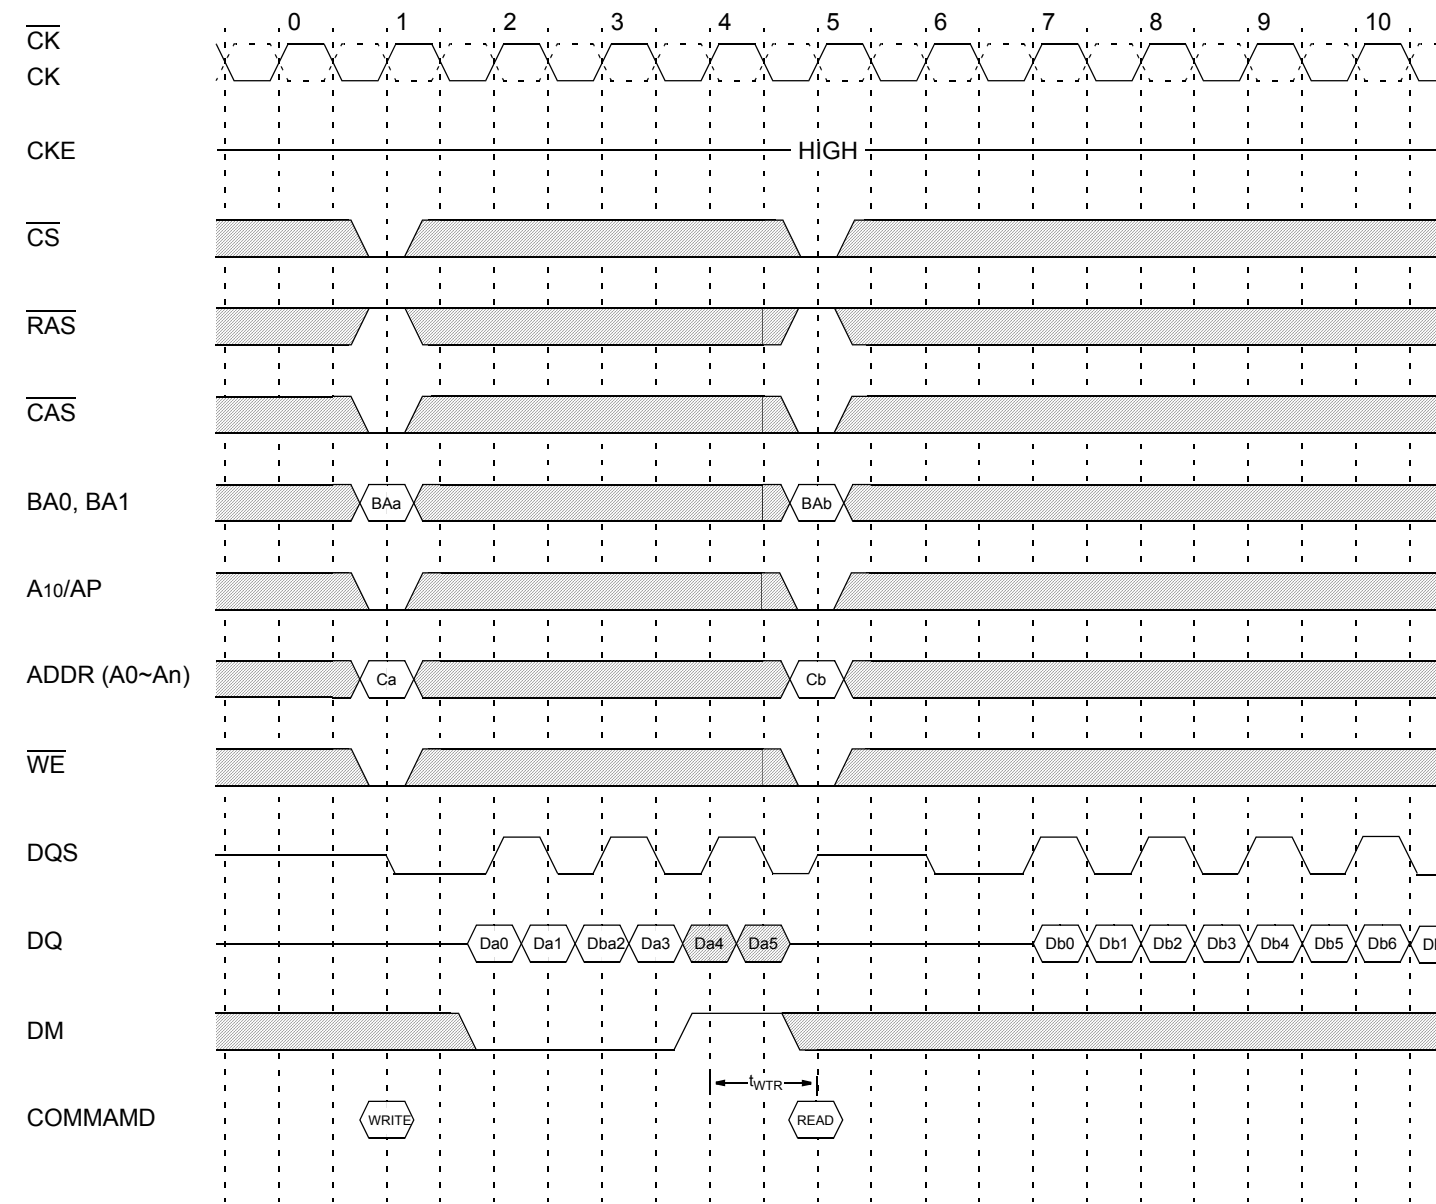 0 1 2 3 4 5 6 7 8 9 10
CK
CK
CKE HIGH
CS
RAS
CAS
BA0, BA1 BAa BAb
A10/AP
ADDR (A0~An) Ca Cb
WE
DQS
DQ Da0 Da1 Dba2 Da3 Da4 Da5 Db0 Db1 Db2 Db3 Db4 Db5 Db6
DM
tWTR
COMMAMD WRITE READ